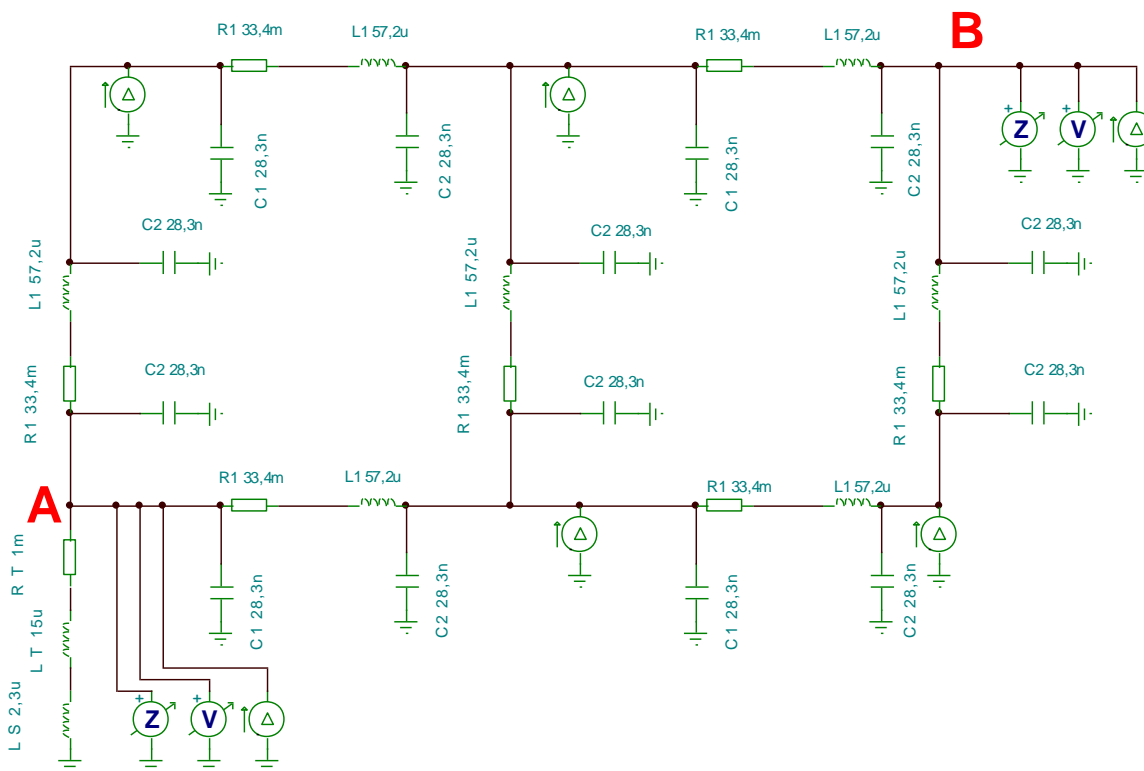 B
R1 33,4m
L1 57,2u
R1 33,4m
L1 57,2u
+
Z
+
V
C1 28,3n
C2 28,3n
C1 28,3n
C2 28,3n
C2 28,3n
C2 28,3n
C2 28,3n
L1 57,2u
L1 57,2u
L1 57,2u
C2 28,3n
C2 28,3n
C2 28,3n
R1 33,4m
R1 33,4m
R1 33,4m
A
R1 33,4m
L1 57,2u
R1 33,4m
L1 57,2u
R T 1m
C1 28,3n
C2 28,3n
C1 28,3n
C2 28,3n
L T 15u
L S 2,3u
+
Z
+
V